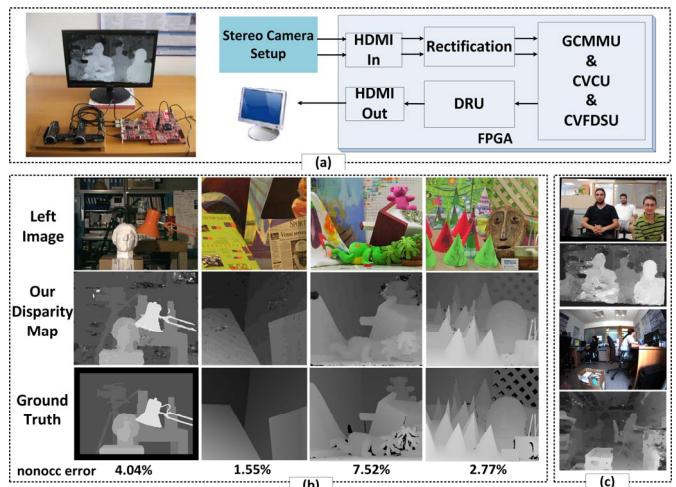 Stereo Camera
Setup
HDMI
In
Rectification
GCMMU
&
CVCU
&
CVFDSU
HDMI
Out
DRU
FPGA
(a)
Left
Image
SPORT
Our
Disparity
Map
Ground
Truth
nonocc error 4.04% 1.55% 7.52% 2.77%
(b)
(c)